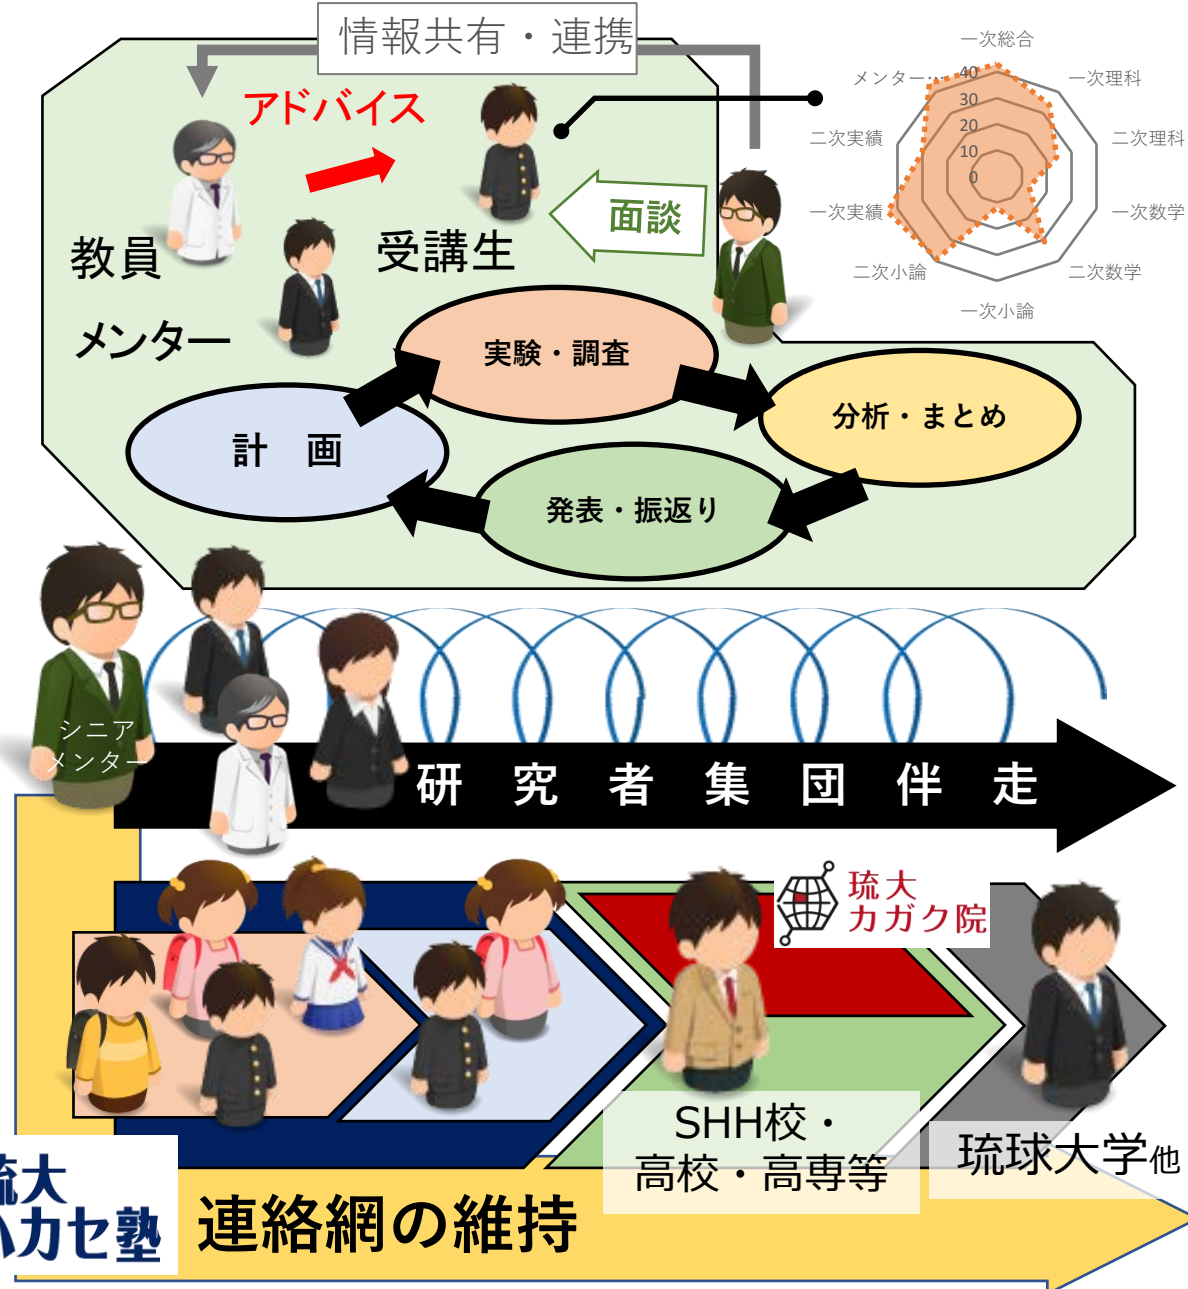 情報共有・連携
アドバイス
教員
メンター
受講生
面談
一次総合
一次理科
二次理科
一次数学
二次数学
一次小論
二次小論
一次実績
二次実績
メンター…
40
30
20
10
0
実験・調査
分析・まとめ
発表・振返り
計 画
シニア
メンター
研究者集団伴走
琉大
カガク院
SHH校・
高校・高専等
琉球大学他
琉大
ハカセ塾
連絡網の維持